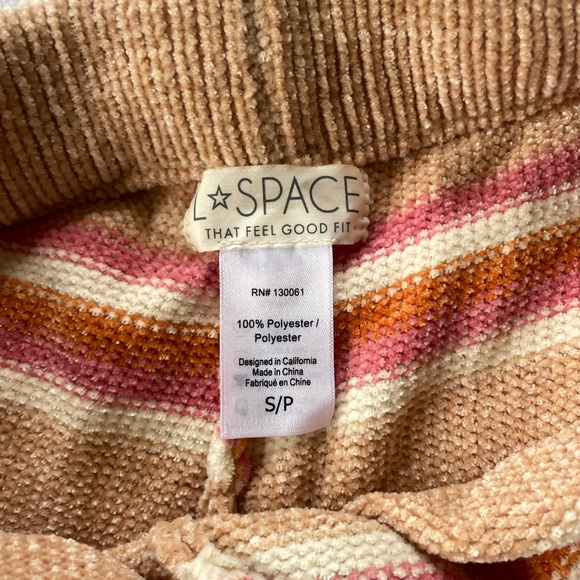 L☆SPACE
THAT FEEL GOOD FIT
RN# 130061
100% Polyester /
Polyester
Designed in California
Made in China
Fabriqué en Chine
S/P